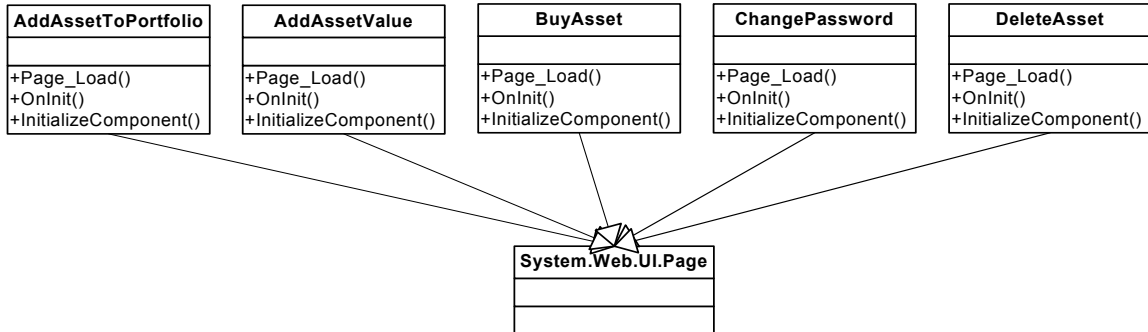 AddAssetToPortfolio
+Page_Load()
+OnInit()
+InitializeComponent()
AddAssetValue
+Page_Load()
+OnInit()
+InitializeComponent()
BuyAsset
+Page_Load()
+OnInit()
+InitializeComponent()
ChangePassword
+Page_Load()
+OnInit()
+InitializeComponent()
DeleteAsset
+Page_Load()
+OnInit()
+InitializeComponent()
System.Web.UI.Page